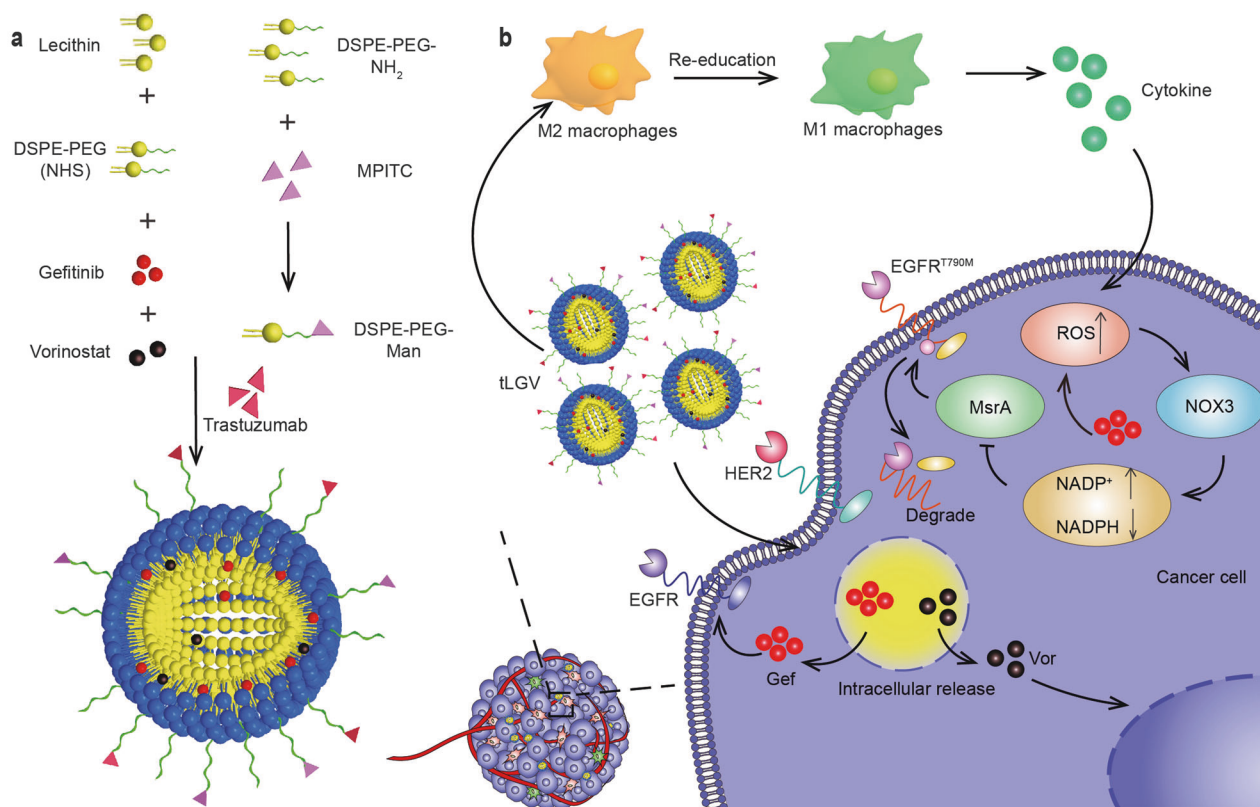 a
Lecithin
+
DSPE-PEG
(NHS)
+
Gefitinib
+
Vorinostat
DSPE-PEG-
NH₂
+
MPITC
DSPE-PEG-
Man
Trastuzumab
b
M2 macrophages
Re-education
M1 macrophages
Cytokine
tLGV
EGFRT790M
ROS
MsrA
NOX3
HER2
NADP⁺
NADPH
Degrade
Cancer cell
EGFR
Gef
Intracellular release
Vor